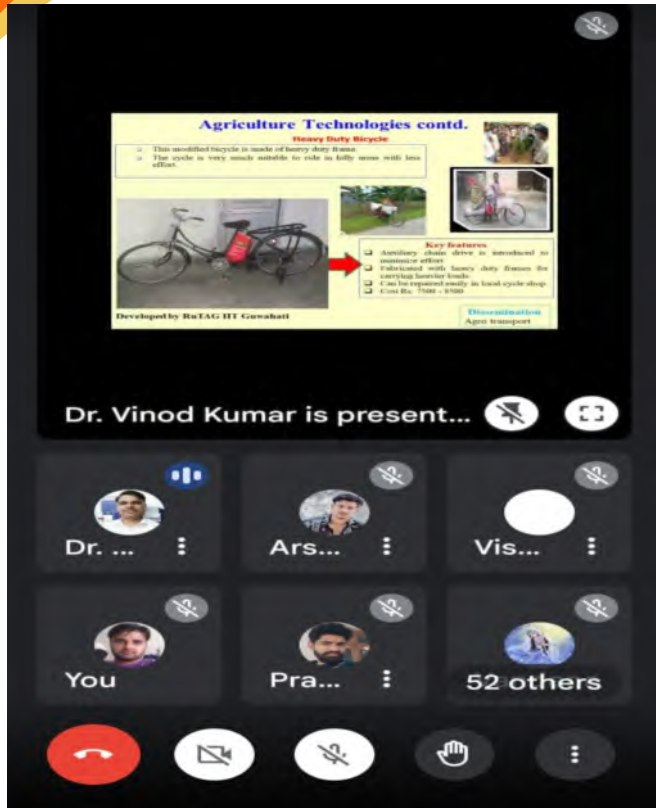 Agriculture Technologies contd.
Heavy Duty Bicycle
This modified bicycle is made of heavy duty frame.
The cycle is very much suitable to ride in hilly areas with less
effort.
Key features
Auxiliary chain drive is introduced to
minimize effort
Fabricated with heavy duty frames for
carrying heavier loads.
Can be repaired easily in local cycle shop
Cost Rs. 7500 - 8500
Developed by RuTAG IIT Guwahati
Dissemination
Agro transport
Dr. Vinod Kumar is present...
Dr. ...
Ars...
Vis...
You
Pra...
52 others